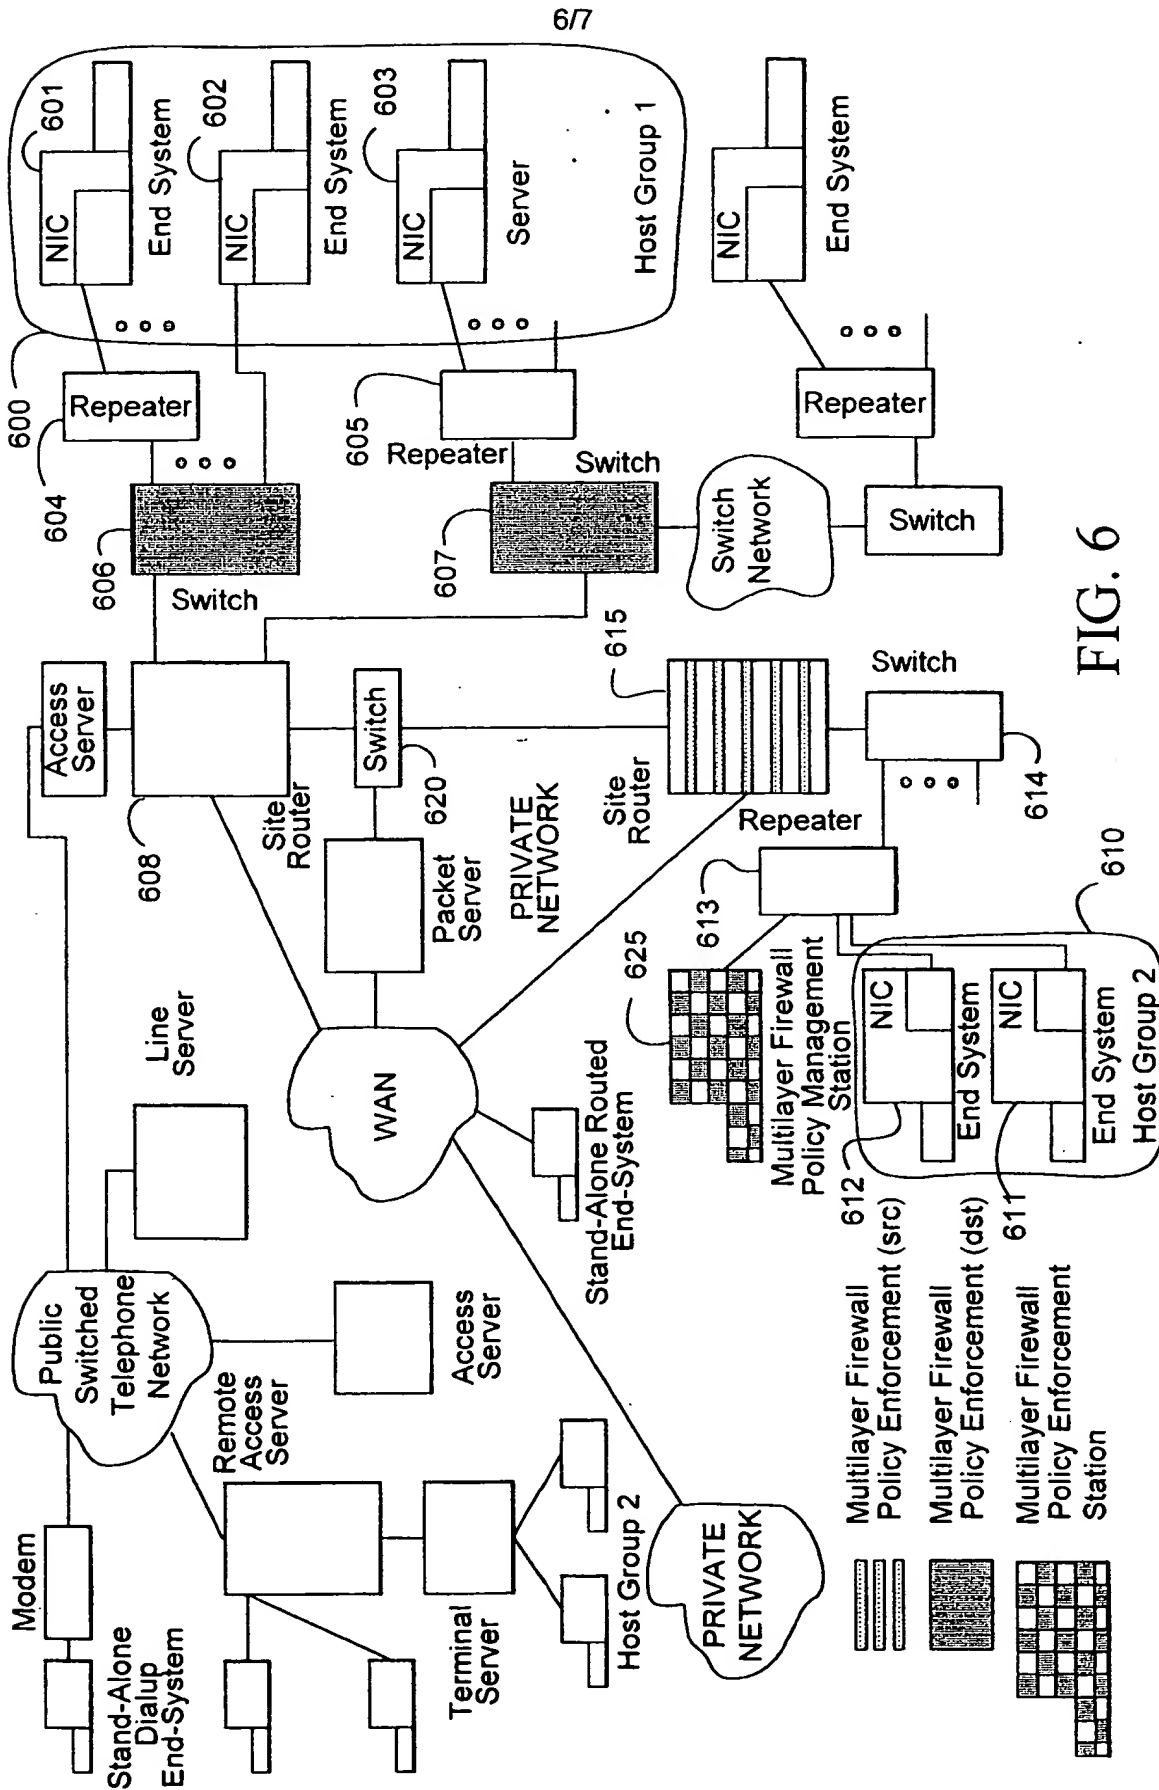 6/7
Modem
Stand-Alone
Dialup
End-System
Public
Switched
Telephone
Network
Remote
Access
Server
Terminal
Server
Host Group 2
PRIVATE
NETWORK
Access
Server
Line
Server
WAN
Stand-Alone Routed
End-System
Access
Server
608
Site
Router
Packet
Server
Switch
620
PRIVATE
NETWORK
Site
Router
615
606
Switch
604
Repeater
600
605
Repeater
607
Switch
Switch
Network
Switch
Repeater
NIC
601
End System
NIC
602
End System
NIC
603
Server
Host Group 1
NIC
End System
Switch
614
Repeater
613
625
Multilayer Firewall
Policy Management
Station
610
NIC
End System
612
NIC
End System
611
Host Group 2
Multilayer Firewall
Policy Enforcement (src)
Multilayer Firewall
Policy Enforcement (dst)
Multilayer Firewall
Policy Enforcement
Station
FIG. 6